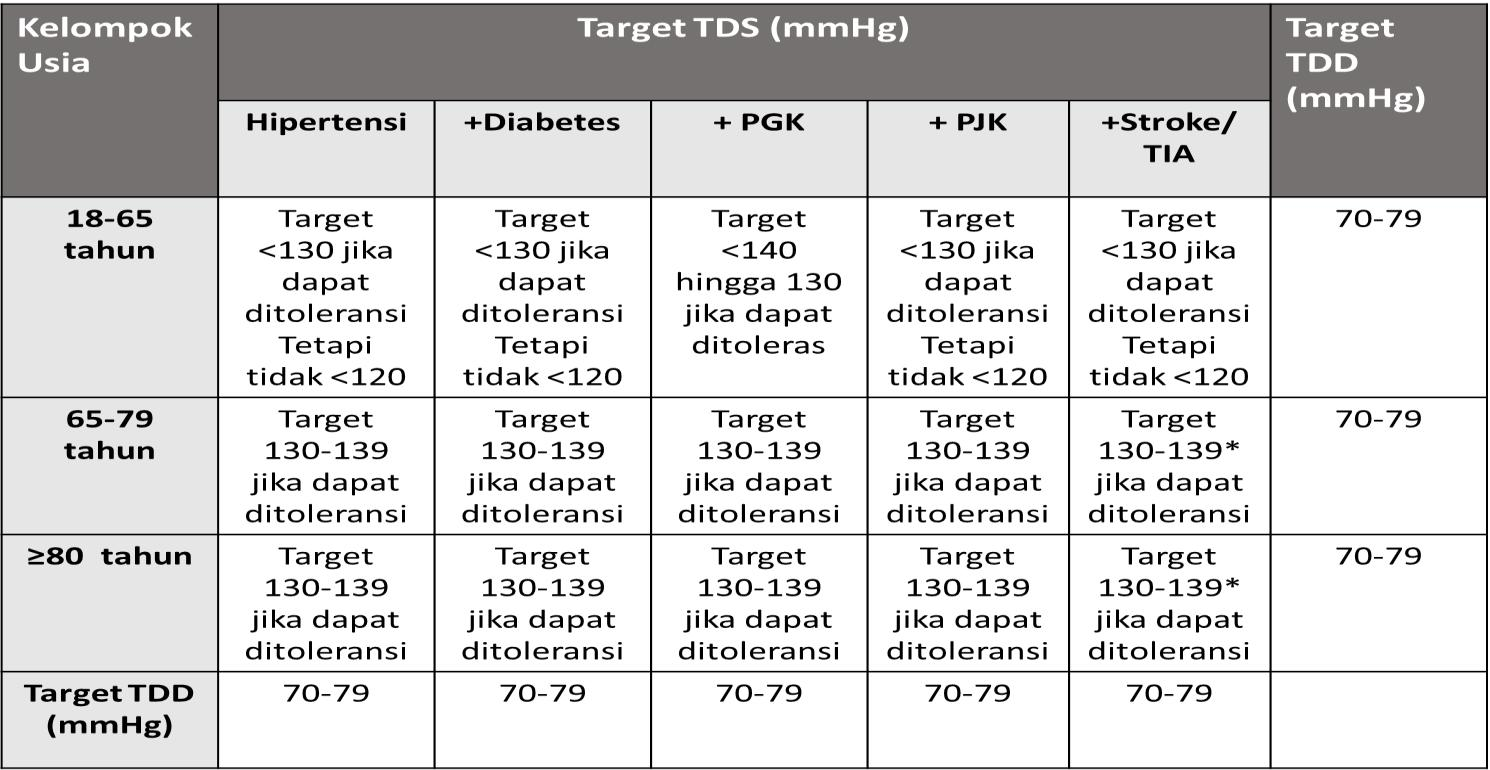 Kelompok
Usia
Target TDS (mmHg)
Target
TDD
(mmHg)
Hipertensi
+Diabetes
+ PGK
+ PJK
+Stroke/
TIA
18-65
tahun
Target
<130 jika
dapat
ditoleransi
Tetapi
tidak <120
Target
<130 jika
dapat
ditoleransi
Tetapi
tidak <120
Target
<140
hingga 130
jika dapat
ditoleras
Target
<130 jika
dapat
ditoleransi
Tetapi
tidak <120
Target
<130 jika
dapat
ditoleransi
Tetapi
tidak <120
70-79
65-79
tahun
Target
130-139
jika dapat
ditoleransi
Target
130-139
jika dapat
ditoleransi
Target
130-139
jika dapat
ditoleransi
Target
130-139
jika dapat
ditoleransi
Target
130-139*
jika dapat
ditoleransi
70-79
≥80 tahun
Target
130-139
jika dapat
ditoleransi
Target
130-139
jika dapat
ditoleransi
Target
130-139
jika dapat
ditoleransi
Target
130-139
jika dapat
ditoleransi
Target
130-139*
jika dapat
ditoleransi
70-79
Target TDD
(mmHg)
70-79
70-79
70-79
70-79
70-79